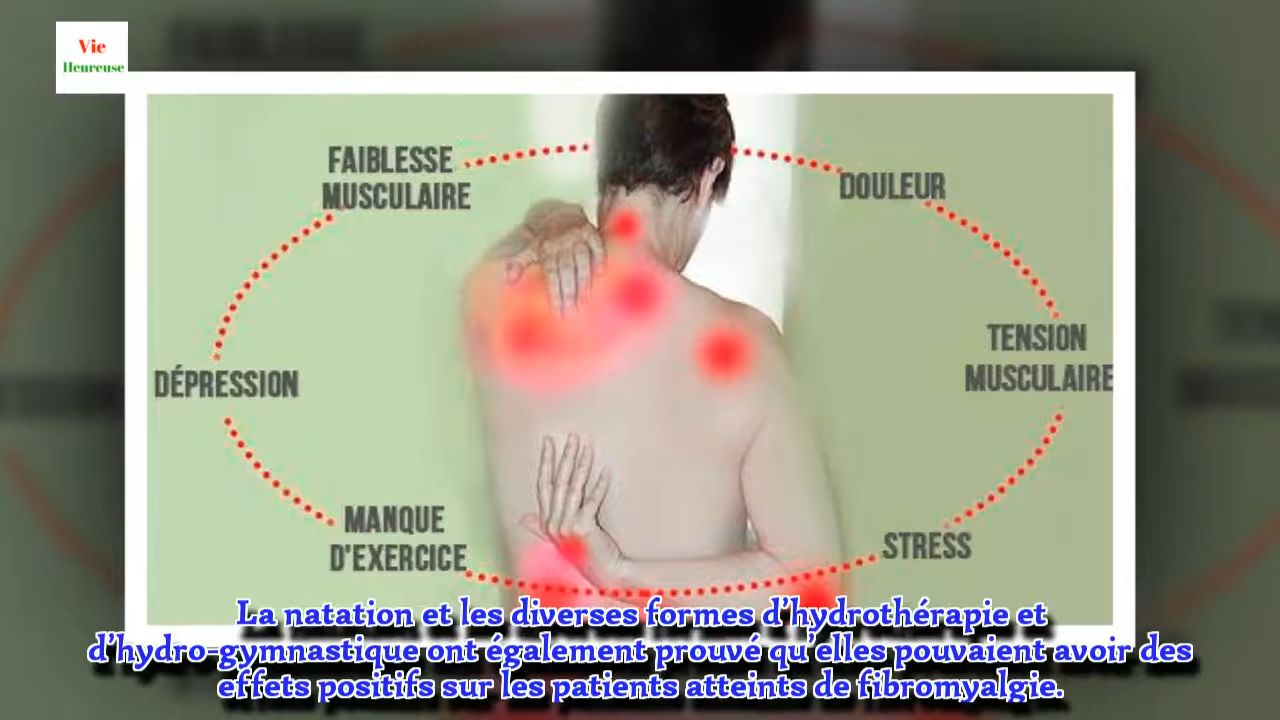 Vie
Heureuse
FAIBLESSE
MUSCULAIRE
DOULEUR
TENSION
MUSCULAIRE
DÉPRESSION
MANQUE
D'EXERCICE
STRESS
La natation et les diverses formes d'hydrothérapie et
d'hydro-gymnastique ont également prouvé qu'elles pouvaient avoir des
effets positifs sur les patients atteints de fibromyalgie.